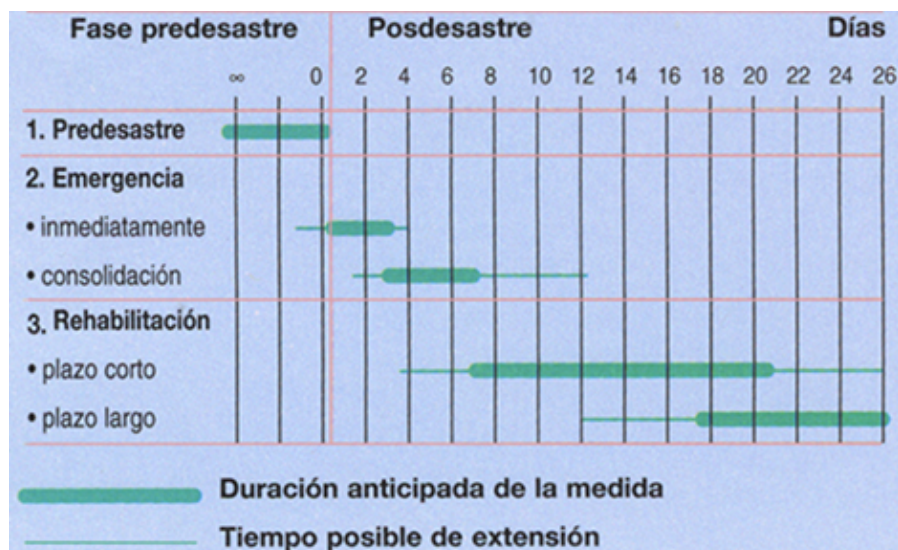 Fase predesastre Posdesastre Días
∞ 0 2 4 6 8 10 12 14 16 18 20 22 24 26
1. Predesastre
2. Emergencia
• inmediatamente
• consolidación
3. Rehabilitación
• plazo corto
• plazo largo
Duración anticipada de la medida
Tiempo posible de extensión